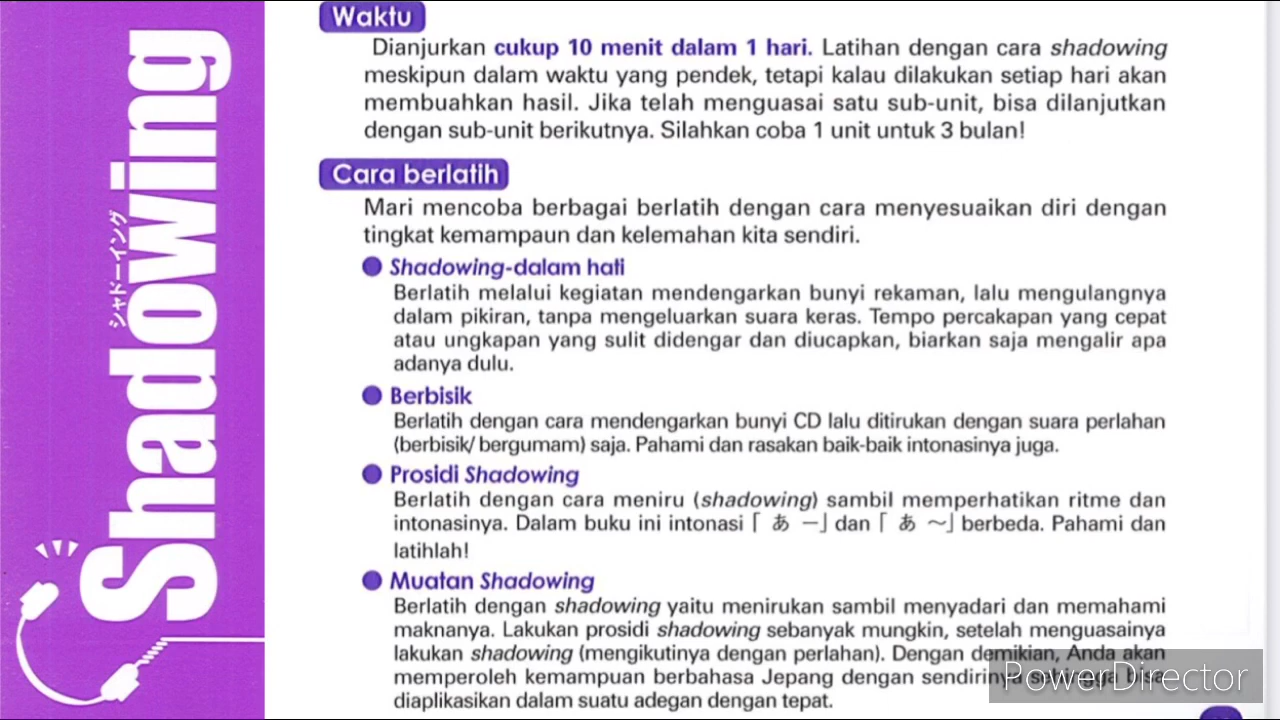 Shadowing
シャドーイング
Waktu
Dianjurkan cukup 10 menit dalam 1 hari. Latihan dengan cara shadowing
meskipun dalam waktu yang pendek, tetapi kalau dilakukan setiap hari akan
membuahkan hasil. Jika telah menguasai satu sub-unit, bisa dilanjutkan
dengan sub-unit berikutnya. Silahkan coba 1 unit untuk 3 bulan!
Cara berlatih
Mari mencoba berbagai berlatih dengan cara menyesuaikan diri dengan
tingkat kemampaun dan kelemahan kita sendiri.
● Shadowing-dalam hati
Berlatih melalui kegiatan mendengarkan bunyi rekaman, lalu mengulangnya
dalam pikiran, tanpa mengeluarkan suara keras. Tempo percakapan yang cepat
atau ungkapan yang sulit didengar dan diucapkan, biarkan saja mengalir apa
adanya dulu.
● Berbisik
Berlatih dengan cara mendengarkan bunyi CD lalu ditirukan dengan suara perlahan
(berbisik/ bergumam) saja. Pahami dan rasakan baik-baik intonasinya juga.
● Prosidi Shadowing
Berlatih dengan cara meniru (shadowing) sambil memperhatikan ritme dan
intonasinya. Dalam buku ini intonasi「 あ ー」dan「 あ 〜」berbeda. Pahami dan
latihlah!
● Muatan Shadowing
Berlatih dengan shadowing yaitu menirukan sambil menyadari dan memahami
maknanya. Lakukan prosidi shadowing sebanyak mungkin, setelah menguasainya
lakukan shadowing (mengikutinya dengan perlahan). Dengan demikian, Anda akan
memperoleh kemampuan berbahasa Jepang dengan sendirinya sehingga bisa
diaplikasikan dalam suatu adegan dengan tepat.
PowerDirector